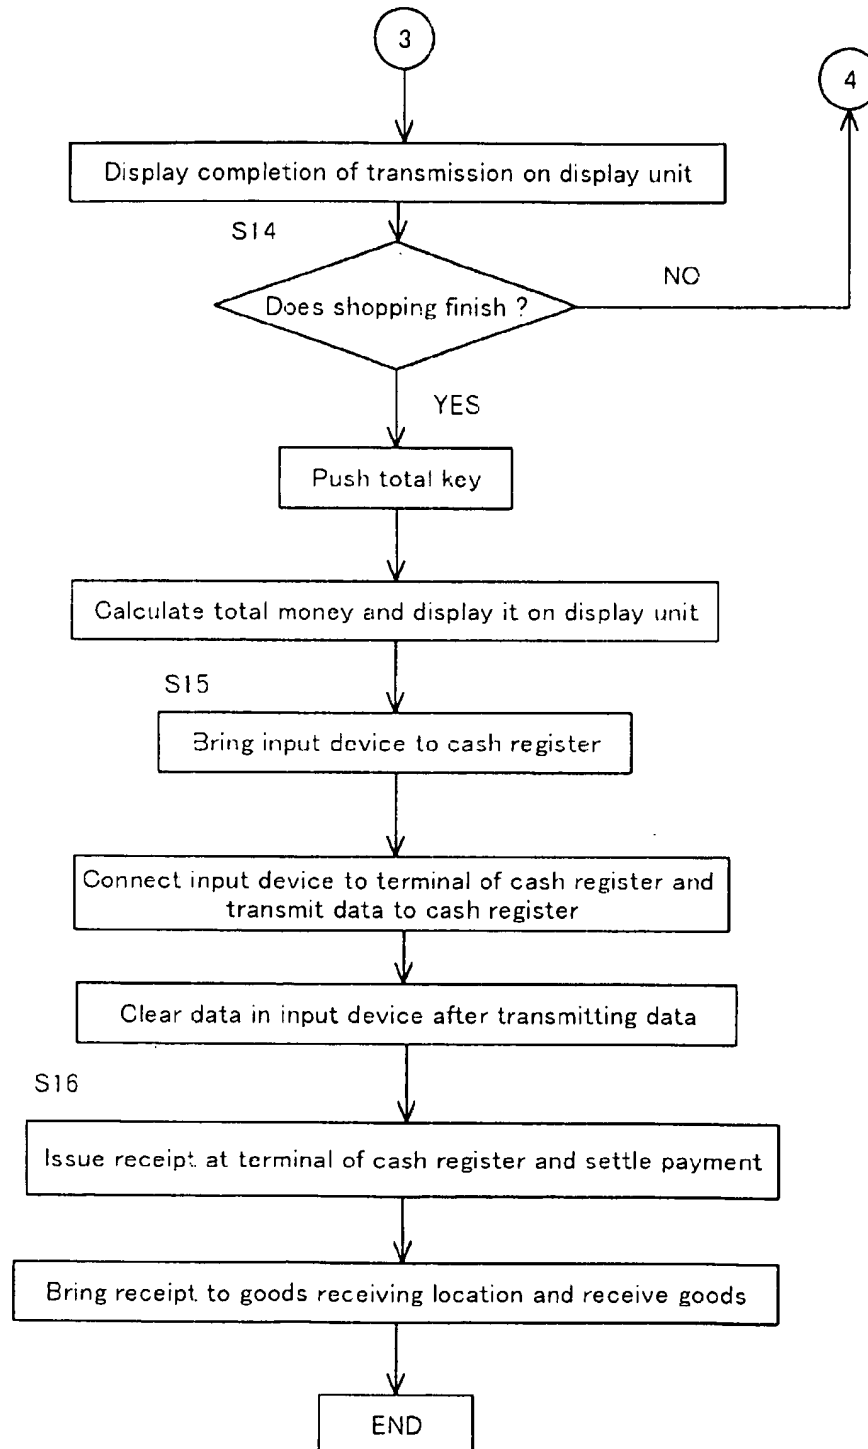 3
4
Display completion of transmission on display unit
S14
NO
Does shopping finish ?
YES
Push total key
Calculate total money and display it on display unit
S15
Bring input device to cash register
Connect input device to terminal of cash register and
transmit data to cash register
Clear data in input device after transmitting data
S16
Issue receipt at terminal of cash register and settle payment
Bring receipt to goods receiving location and receive goods
END